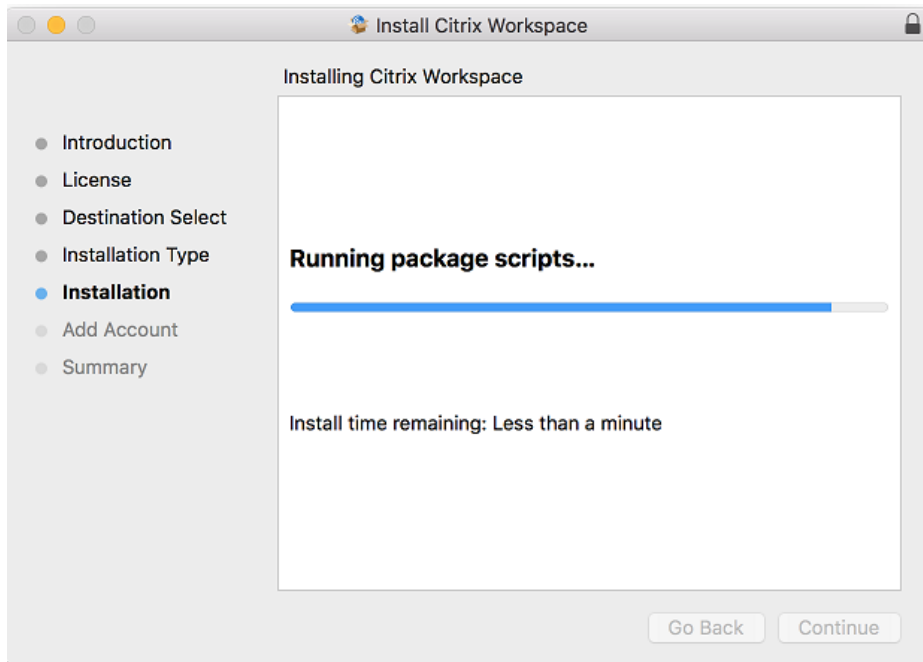 Install Citrix Workspace
Installing Citrix Workspace
Introduction
License
Destination Select
Installation Type
Installation
Add Account
Summary
Running package scripts...
Install time remaining: Less than a minute
Go Back
Continue